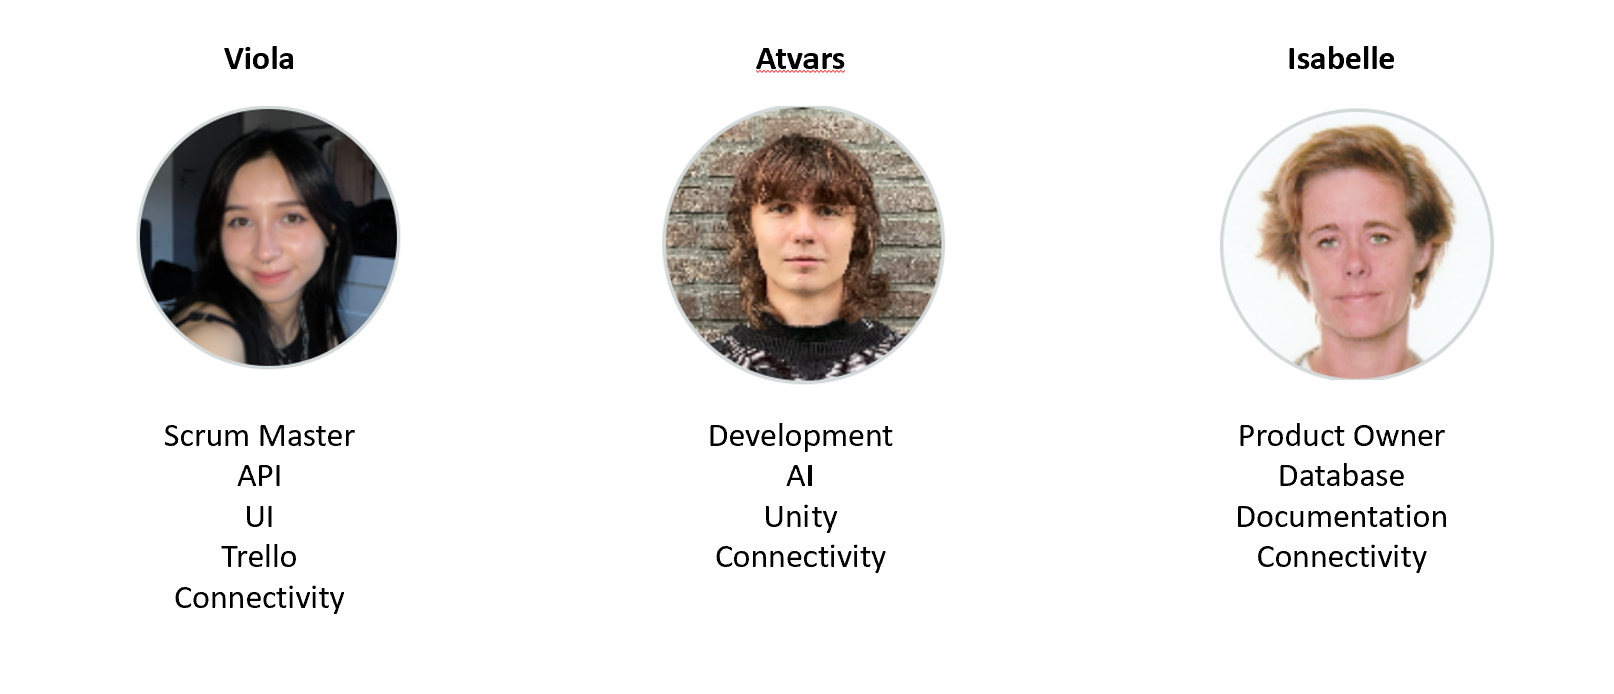 Viola
Atvars
Isabelle
Scrum Master
API
UI
Trello
Connectivity
Development
AI
Unity
Connectivity
Product Owner
Database
Documentation
Connectivity